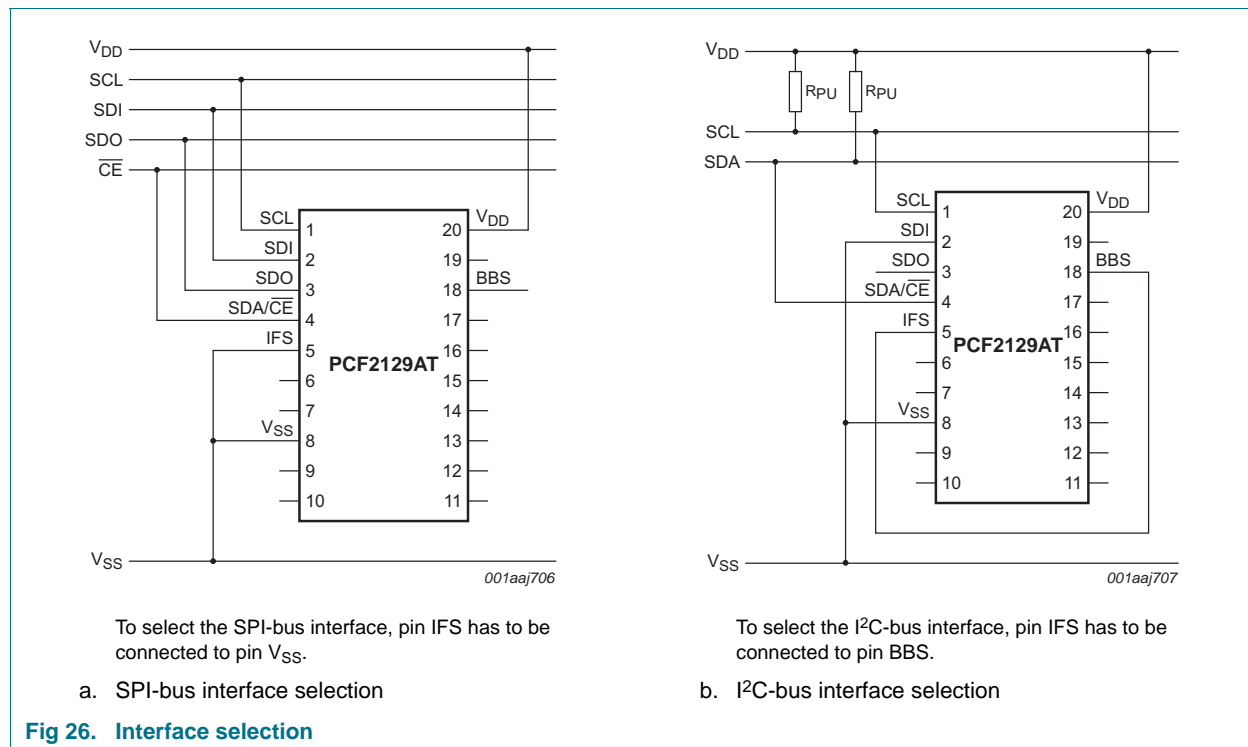 VDD
SCL
SDI
SDO
CE
SCL
SDI
SDO
SDA/CE
IFS
VSS
1
2
3
4
5
6
7
8
9
10
PCF2129AT
20
19
18
17
16
15
14
13
12
11
VDD
BBS
VSS
001aaj706
To select the SPI-bus interface, pin IFS has to be
connected to pin VSS.
a. SPI-bus interface selection
VDD
RPU
RPU
SCL
SDA
SCL
SDI
SDO
SDA/CE
IFS
VSS
1
2
3
4
5
6
7
8
9
10
PCF2129AT
20
19
18
17
16
15
14
13
12
11
VDD
BBS
VSS
001aaj707
To select the I2C-bus interface, pin IFS has to be
connected to pin BBS.
b. I2C-bus interface selection
Fig 26. Interface selection